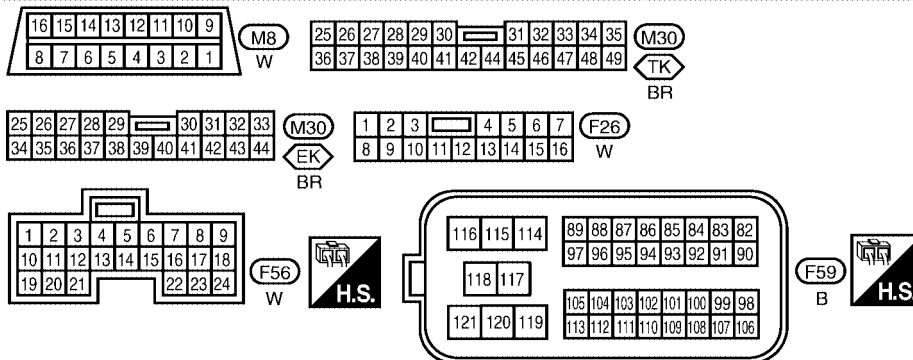 16 15 14 13 12 11 10 9
8 7 6 5 4 3 2 1
M8
W
25 26 27 28 29 30 31 32 33 34 35
36 37 38 39 40 41 42 44 45 46 47 48 49
M30
TK
BR
25 26 27 28 29 30 31 32 33
34 35 36 37 38 39 40 41 42 43 44
M30
EK
BR
1 2 3 4 5 6 7
8 9 10 11 12 13 14 15 16
F26
W
1 2 3 4 5 6 7 8 9
10 11 12 13 14 15 16 17 18
19 20 21 22 23 24
F56
W
H.S.
116 115 114
118 117
121 120 119
89 88 87 86 85 84 83 82
97 96 95 94 93 92 91 90
105 104 103 102 101 100 99 98
113 112 111 110 109 108 107 106
F59
B
H.S.